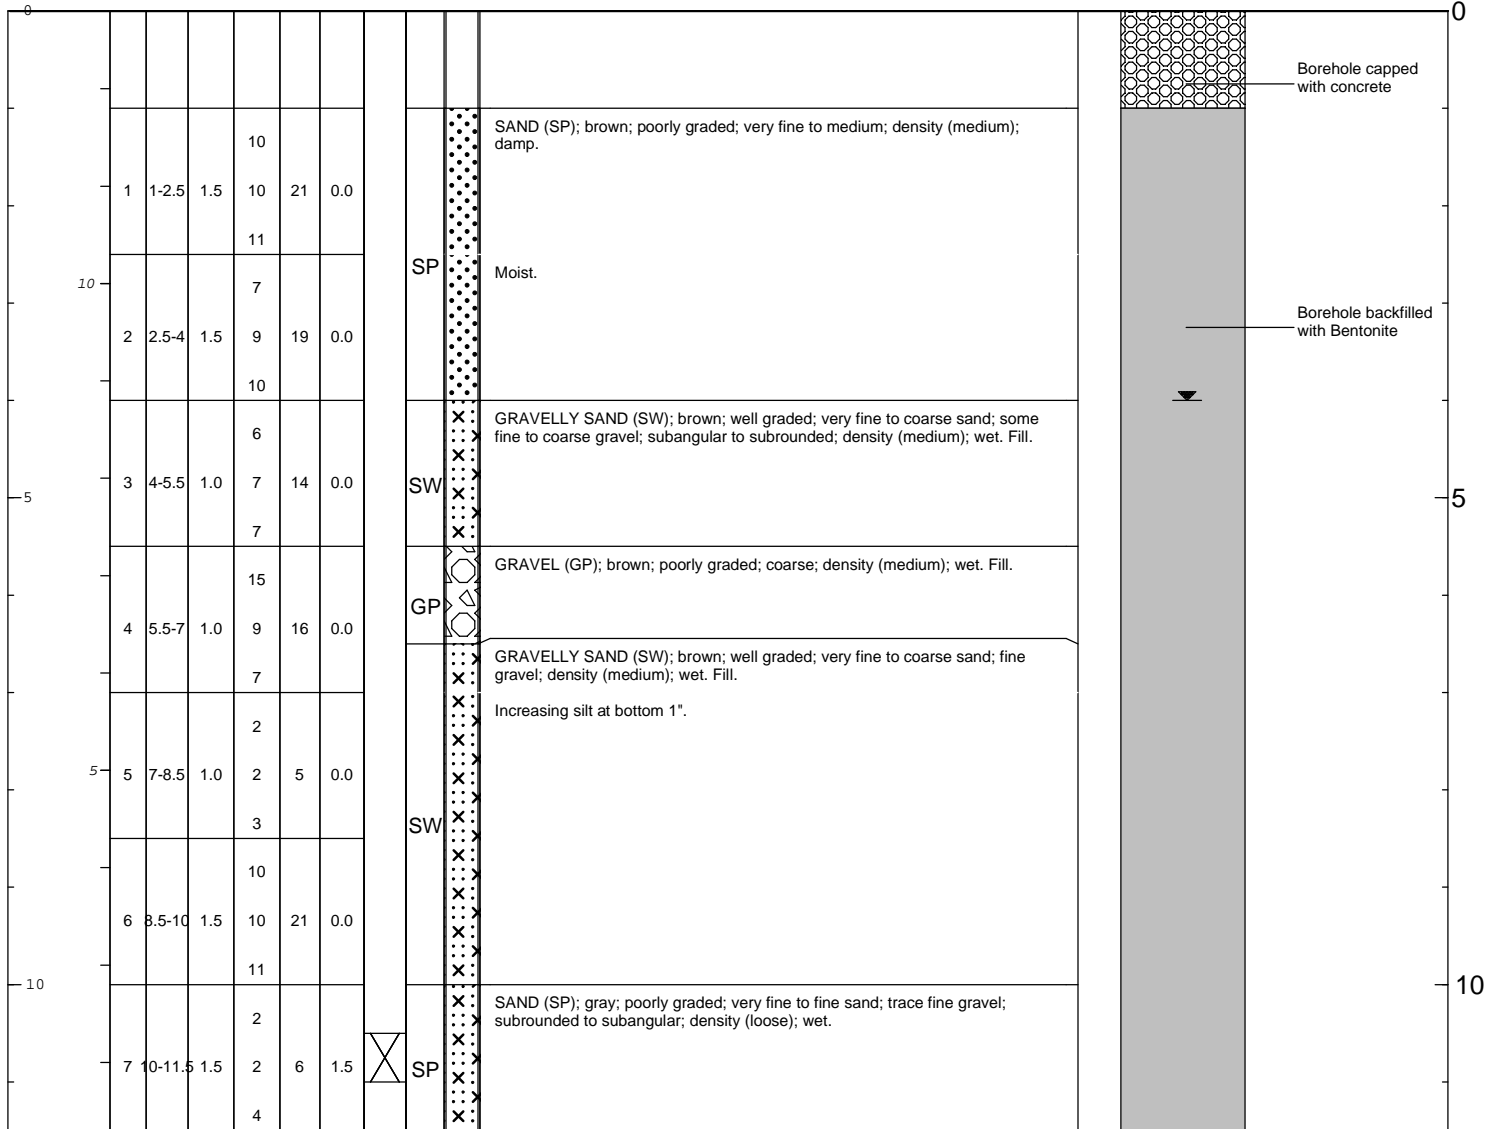 0 0
Borehole capped
with concrete
SAND (SP); brown; poorly graded; very fine to medium; density (medium);
damp.
10
1 1-2.5 1.5 10 21 0.0
11
SP
Moist.
10
7
2 2.5-4 1.5 9 19 0.0
10
Borehole backfilled
with Bentonite
GRAVELLY SAND (SW); brown; well graded; very fine to coarse sand; some
fine to coarse gravel; subangular to subrounded; density (medium); wet. Fill.
6
3 4-5.5 1.0 7 14 0.0 SW
5 5
7
GRAVEL (GP); brown; poorly graded; coarse; density (medium); wet. Fill.
15
GP
4 5.5-7 1.0 9 16 0.0
7
GRAVELLY SAND (SW); brown; well graded; very fine to coarse sand; fine
gravel; density (medium); wet. Fill.
Increasing silt at bottom 1".
2
5 5 7-8.5 1.0 2 5 0.0
3
SW
10
6 8.5-10 1.5 10 21 0.0
11
10 10
SAND (SP); gray; poorly graded; very fine to fine sand; trace fine gravel;
subrounded to subangular; density (loose); wet.
2
7 10-11.5 1.5 2 6 1.5 SP
4